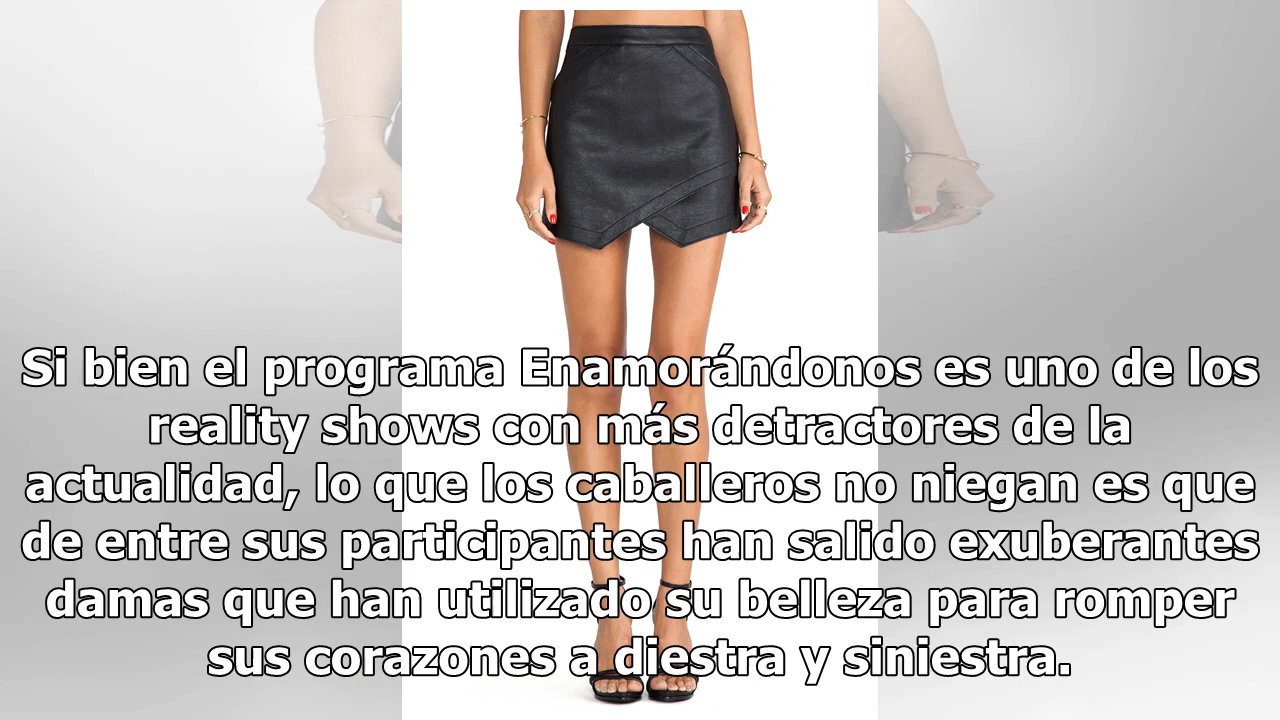 Si bien el programa Enamorándonos es uno de los
reality shows con más detractores de la
actualidad, lo que los caballeros no niegan es que
de entre sus participantes han salido exuberantes
damas que han utilizado su belleza para romper
sus corazones a diestra y siniestra.